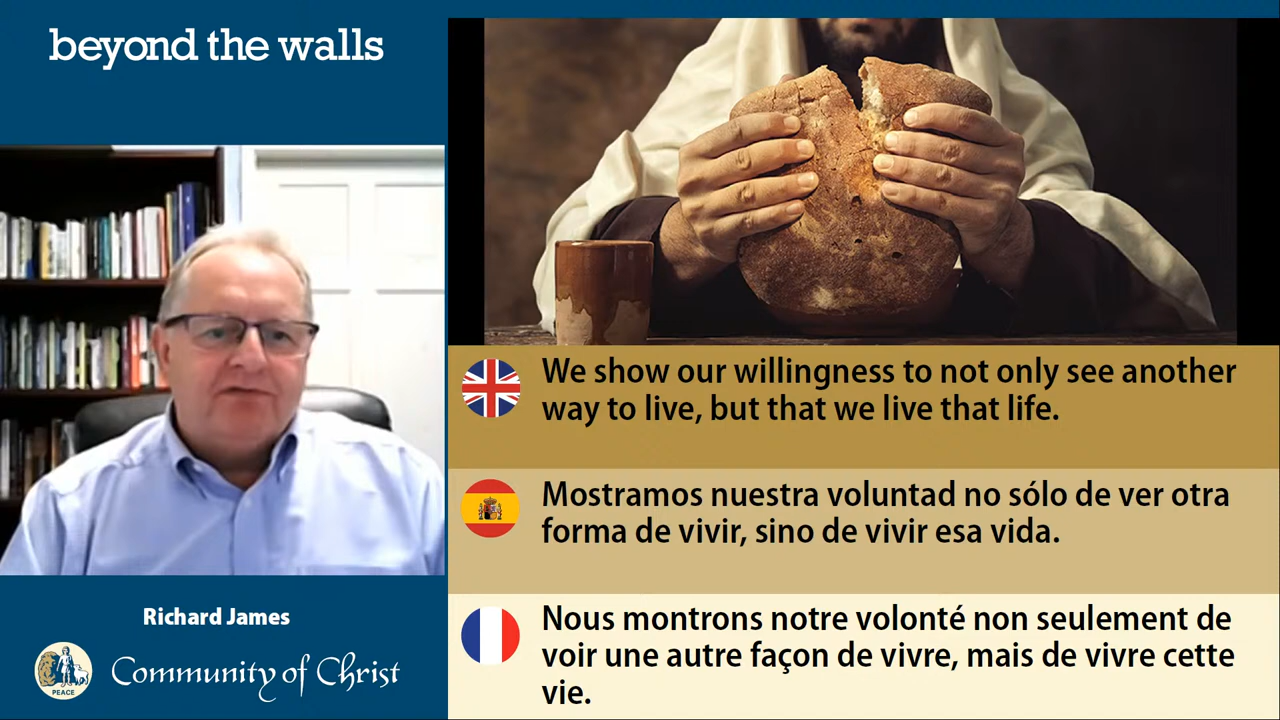 beyond the walls
We show our willingness to not only see another
way to live, but that we live that life.
Mostramos nuestra voluntad no sólo de ver otra
forma de vivir, sino de vivir esa vida.
Nous montrons notre volonté non seulement de
voir une autre façon de vivre, mais de vivre cette
vie.
Richard James
PEACE
Community of Christ